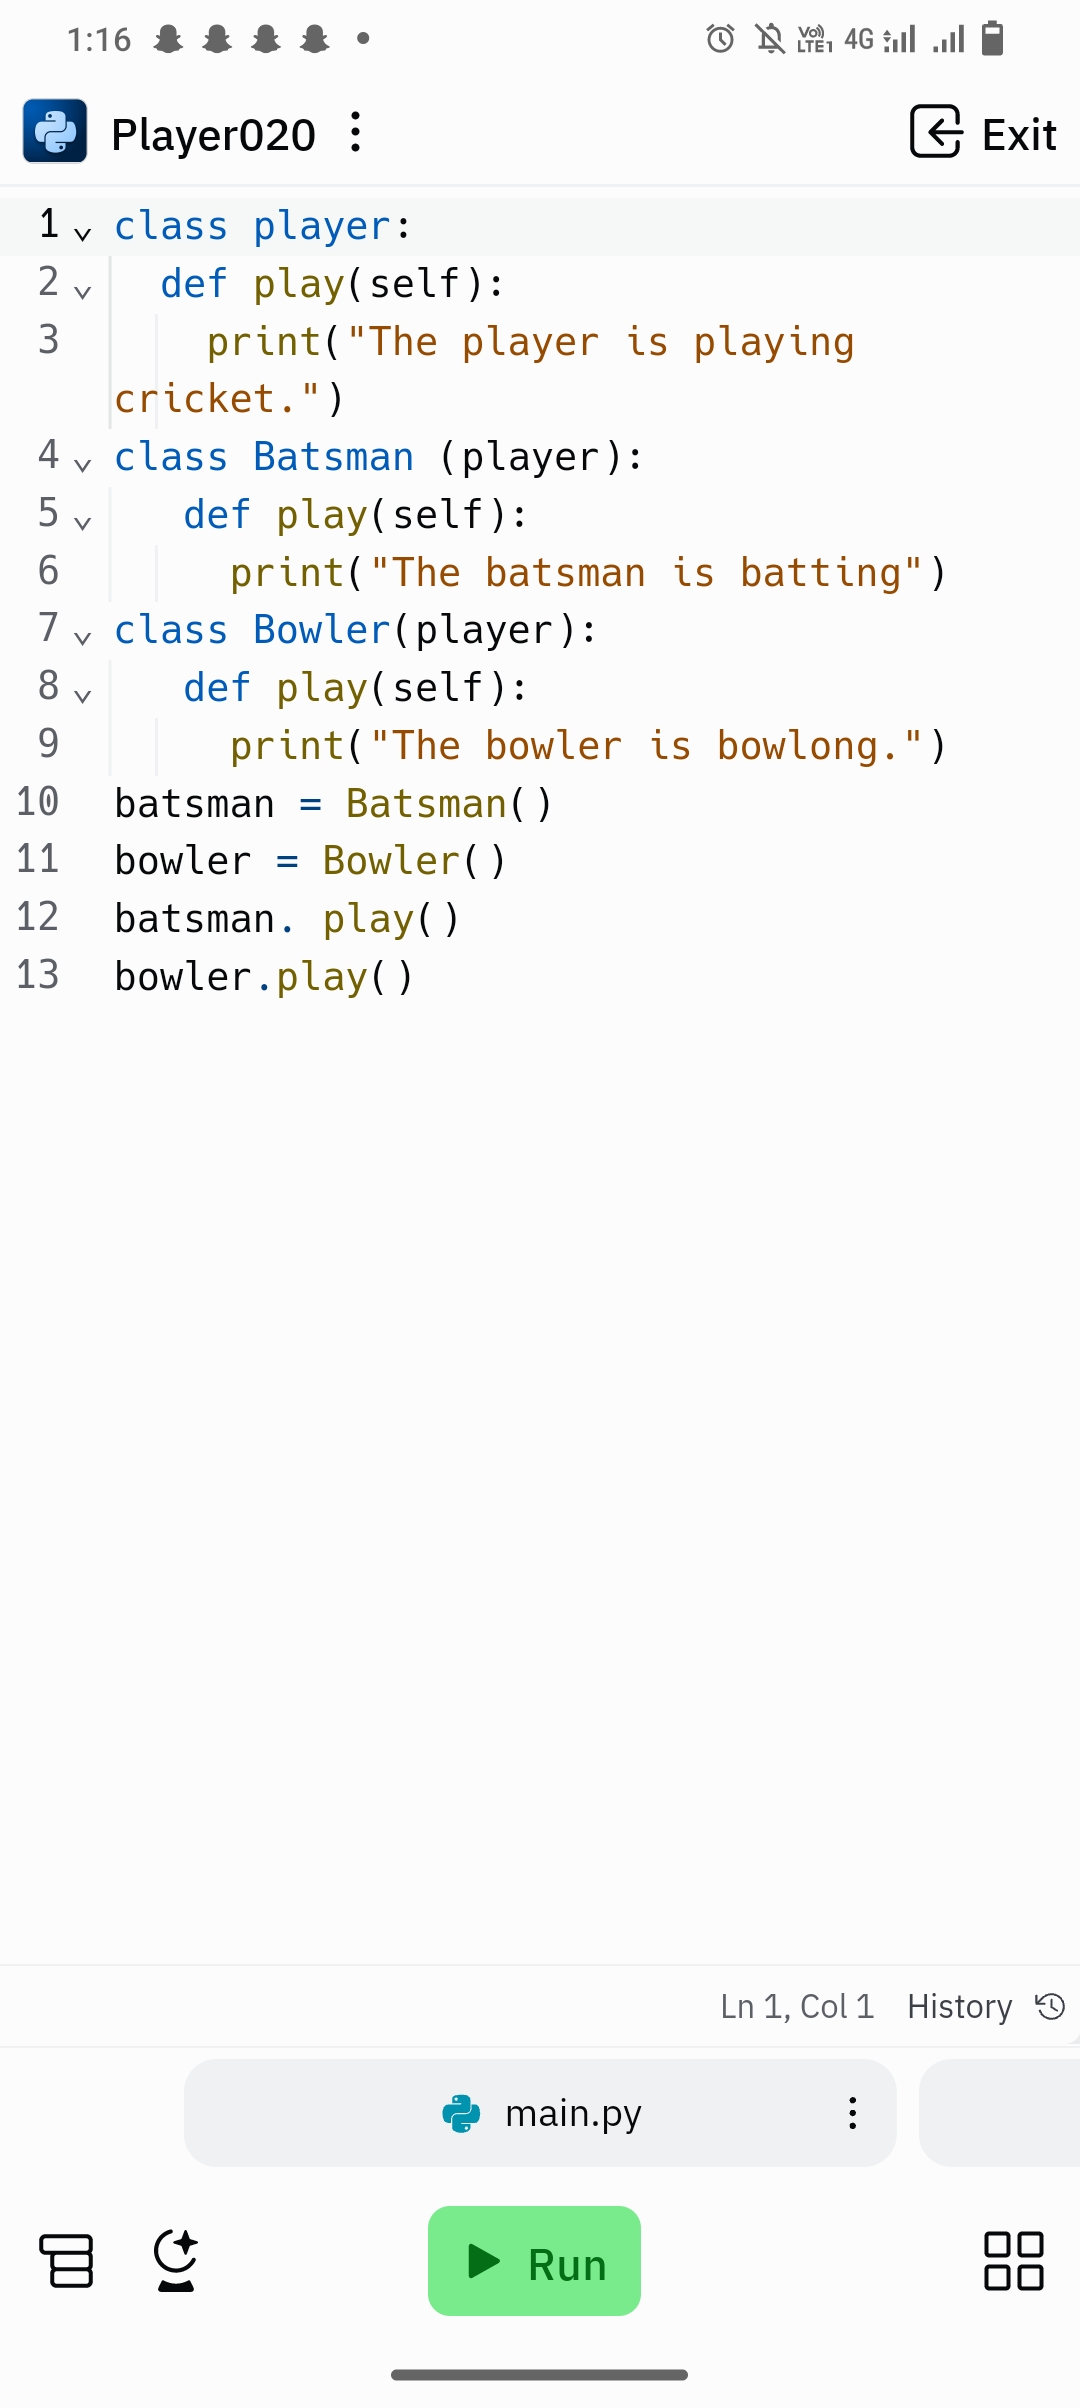 1:16 Vo)) LTE1 4G
Player020 Exit
1 class player:
2 def play(self):
3 print("The player is playing
cricket.")
4 class Batsman (player):
5 def play(self):
6 print("The batsman is batting")
7 class Bowler(player):
8 def play(self):
9 print("The bowler is bowlong.")
10 batsman = Batsman()
11 bowler = Bowler()
12 batsman. play()
13 bowler.play()
Ln 1, Col 1 History
main.py
Run